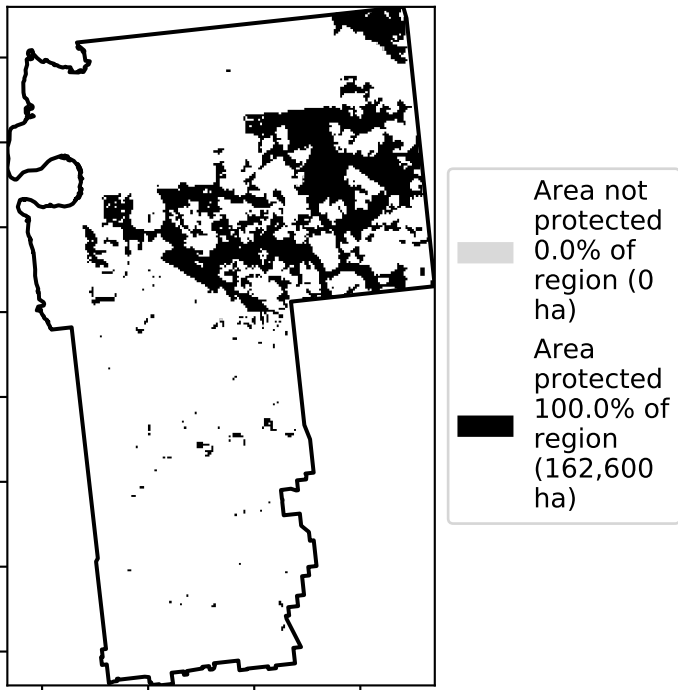 Area not
protected
0.0% of
region (0
ha)
Area
protected
100.0% of
region
(162,600
ha)